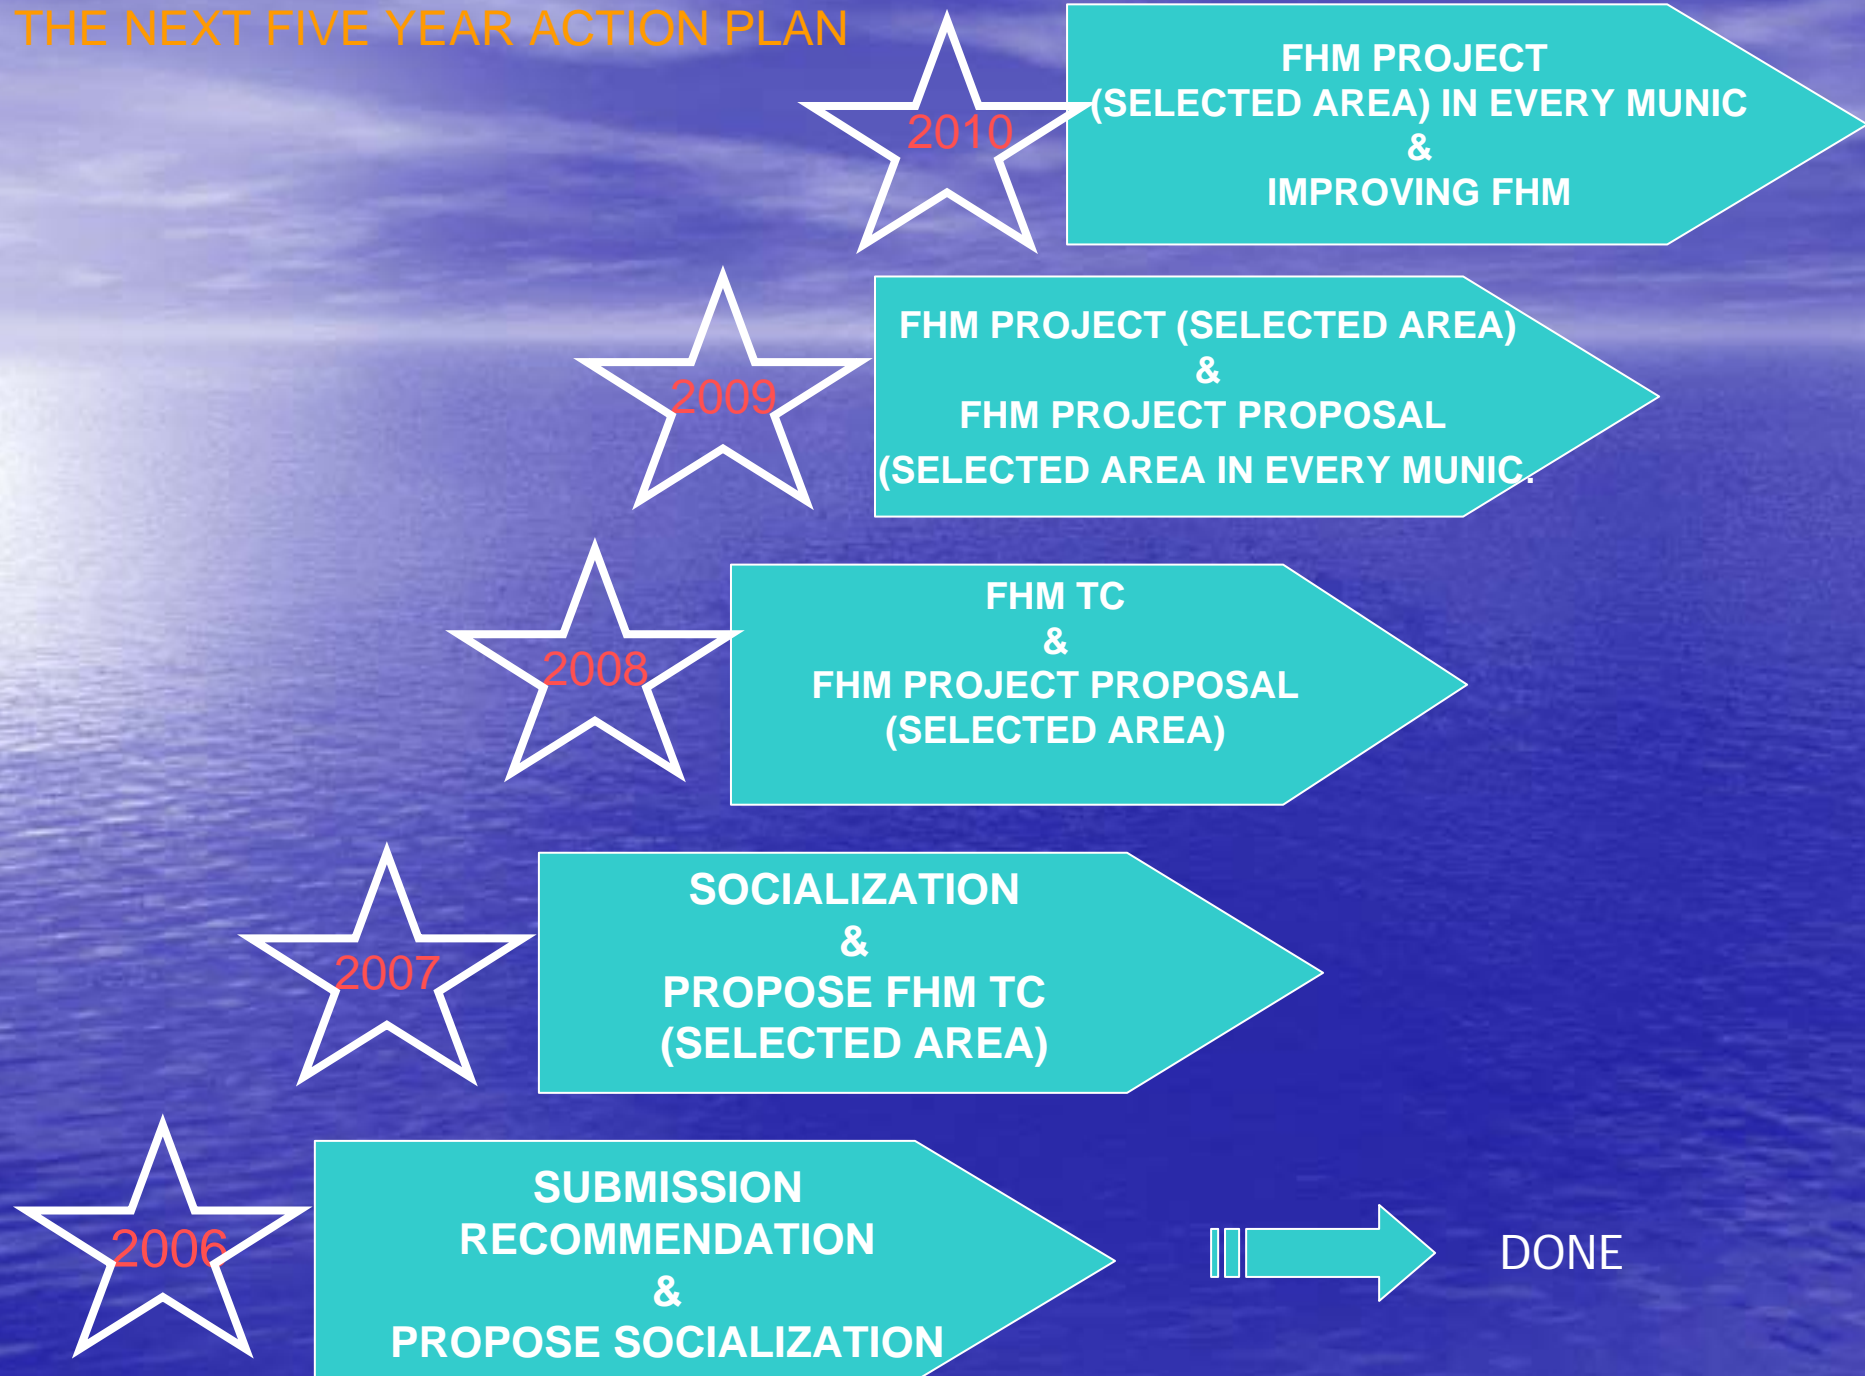 THE NEXT FIVE YEAR ACTION PLAN
2010
FHM PROJECT
(SELECTED AREA) IN EVERY MUNIC
&
IMPROVING FHM
2009
FHM PROJECT (SELECTED AREA)
&
FHM PROJECT PROPOSAL
(SELECTED AREA IN EVERY MUNIC.
2008
FHM TC
&
FHM PROJECT PROPOSAL
(SELECTED AREA)
2007
SOCIALIZATION
&
PROPOSE FHM TC
(SELECTED AREA)
2006
SUBMISSION
RECOMMENDATION
&
PROPOSE SOCIALIZATION
DONE